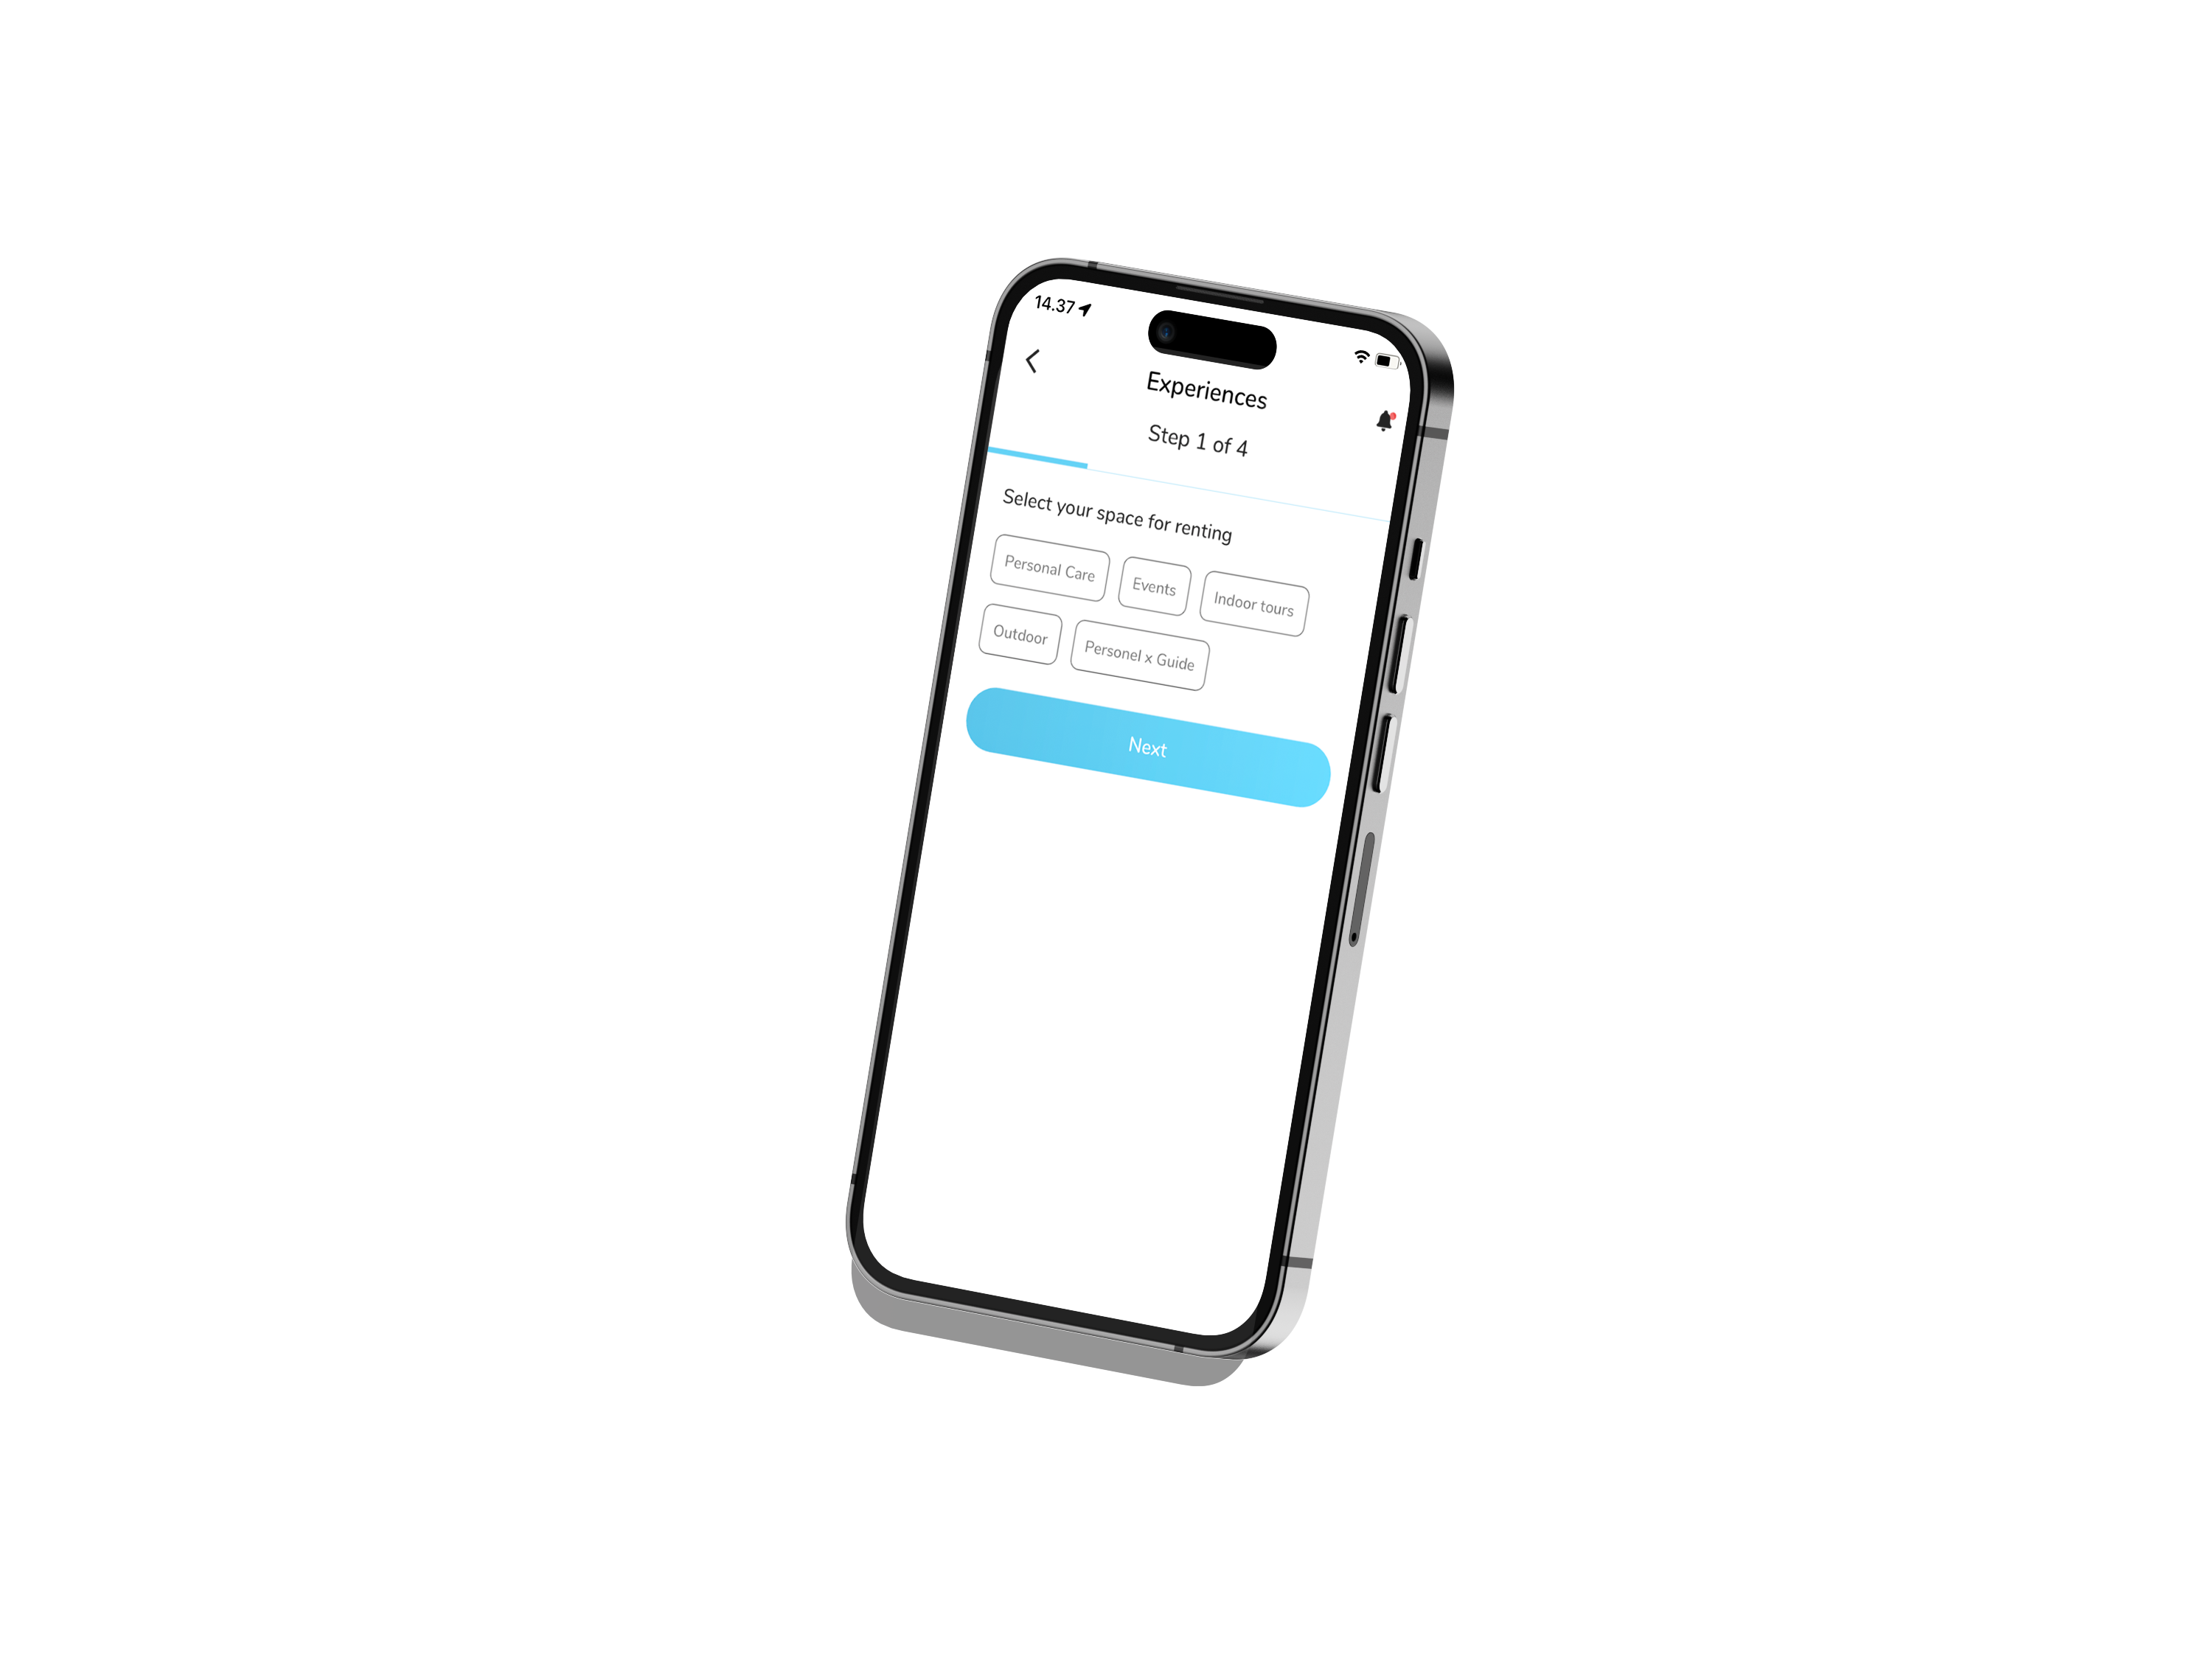 14.37
Experiences
Step 1 of 4
Select your space for renting
Personal Care
Events
Indoor tours
Outdoor
Personel x Guide
Next